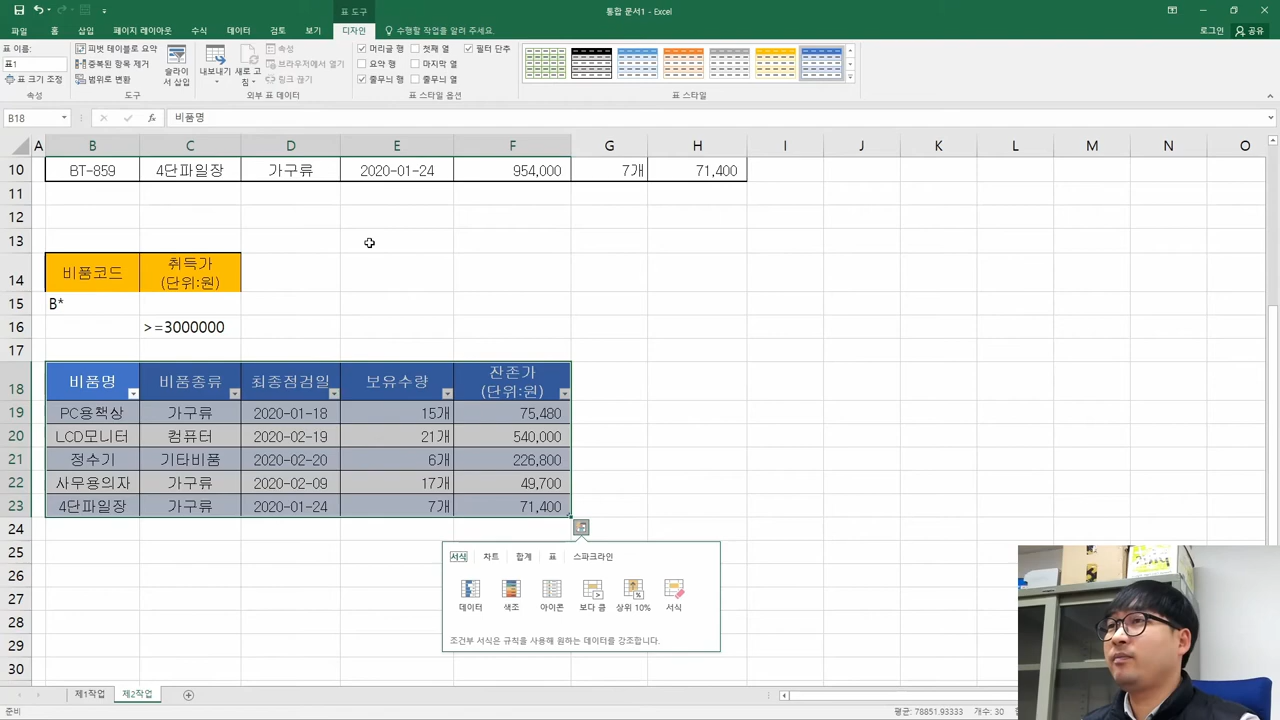 표 도구
통합 문서1 - Excel
파일 홈 삽입 페이지 레이아웃 수식 데이터 검토 보기 디자인 수행할 작업을 알려 주세요. 로그인 공유
표 이름: 피벗 테이블로 요약 속성 머리글 행 첫째 열 필터 단추
중복된 항목 제거 브라우저에서 열기 요약 행 마지막 열
슬라이서 삽입 내보내기 새로 고침 연결 끊기 줄무늬 행 줄무늬 열
속성 도구 외부 표 데이터 표 스타일 옵션 표 스타일
B18 fx 비품명
A B C D E F G H I J K L M N O
10 BT-859 4단파일장 가구류 2020-01-24 954,000 7개 71,400
11
12
13
14 비품코드 취득가
(단위:원)
15 B*
16 >=3000000
17
18 비품명 비품종류 최종점검일 보유수량 잔존가
(단위:원)
19 PC용책상 가구류 2020-01-18 15개 75,480
20 LCD모니터 컴퓨터 2020-02-19 21개 540,000
21 정수기 기타비품 2020-02-20 6개 226,800
22 사무용의자 가구류 2020-02-09 17개 49,700
23 4단파일장 가구류 2020-01-24 7개 71,400
24
25
26
27
28
29
30
서식 차트 합계 표 스파크라인
데이터 색조 아이콘 보다 큼 상위 10% 서식
조건부 서식은 규칙을 사용해 원하는 데이터를 강조합니다.
제1작업 제2작업
준비 평균: 78851.93333 개수: 30